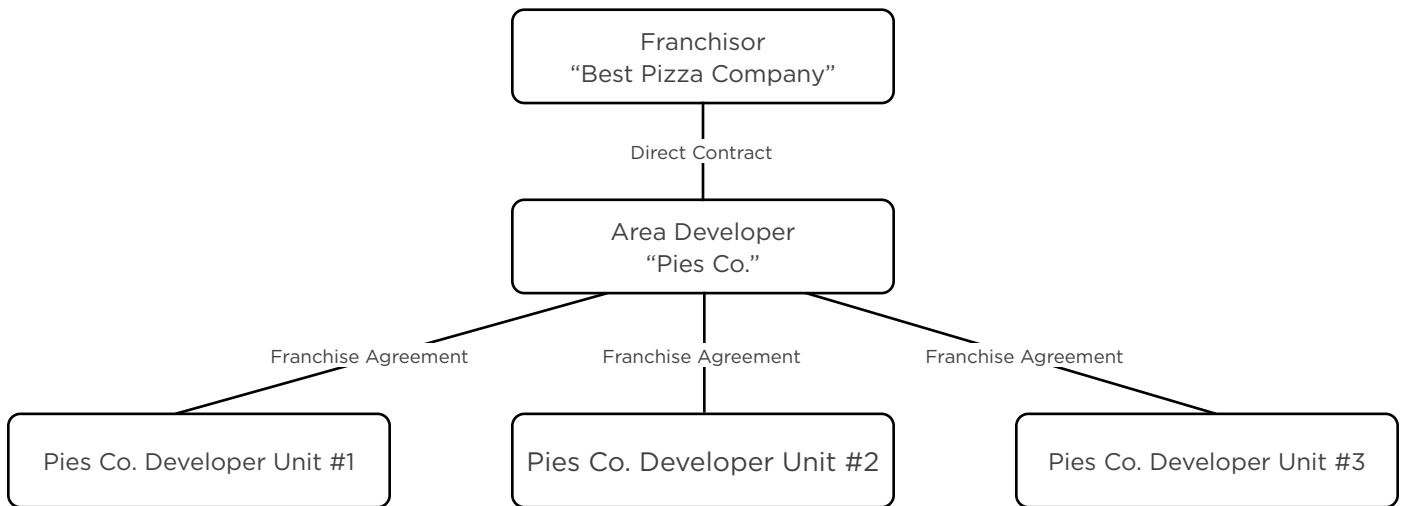 Franchisor
“Best Pizza Company”
Direct Contract
Area Developer
“Pies Co.”
Franchise Agreement
Franchise Agreement
Franchise Agreement
Pies Co. Developer Unit #1
Pies Co. Developer Unit #2
Pies Co. Developer Unit #3